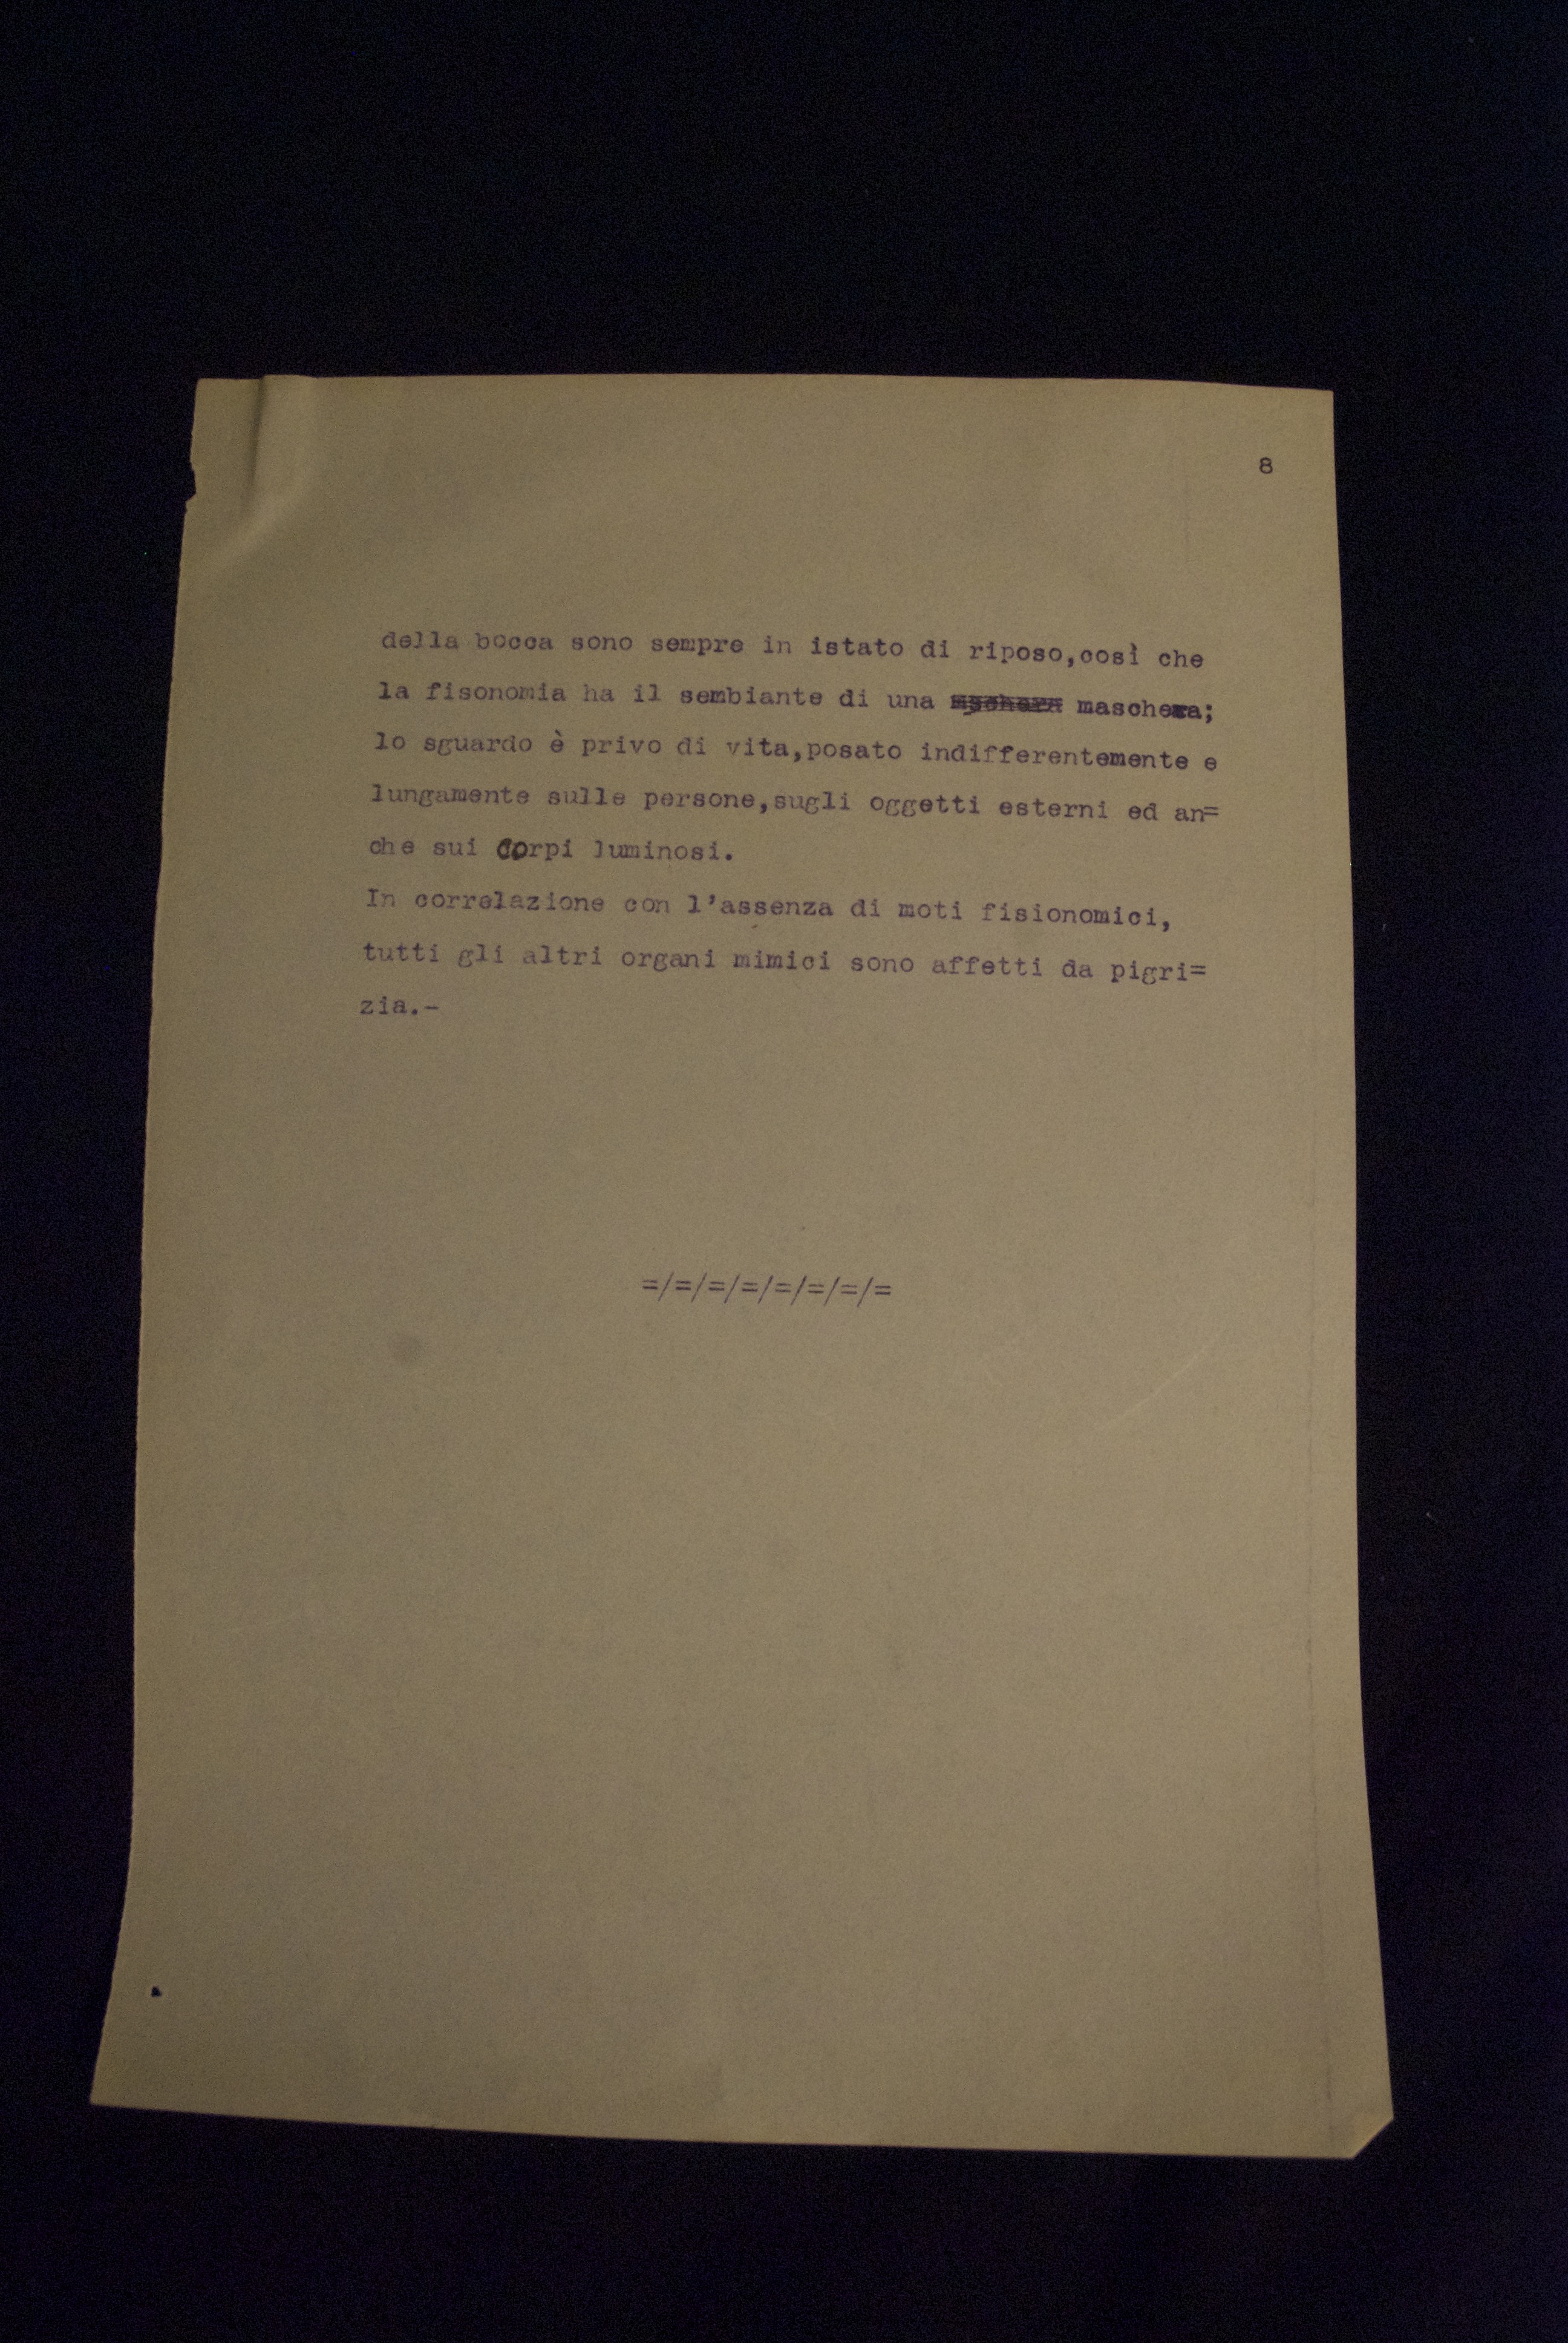 8
della bocca sono sempre in istato di riposo,così che
la fisonomia ha il sembiante di una maschera;
lo sguardo è privo di vita,posato indifferentemente e
lungamente sulle persone,sugli oggetti esterni ed an=
che sui corpi luminosi.
In correlazione con l'assenza di moti fisionomici,
tutti gli altri organi mimici sono affetti da pigri=
zia.-
=/=/=/=/=/=/=/=